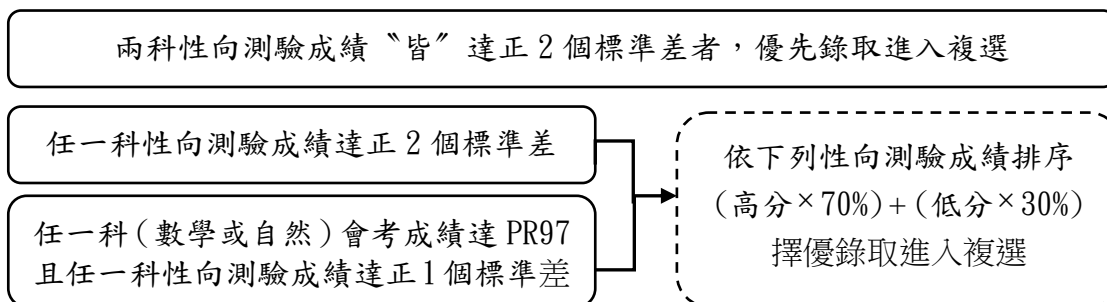 兩科性向測驗成績〝皆〞達正 2 個標準差者，優先錄取進入複選
任一科性向測驗成績達正 2 個標準差
任一科（數學或自然）會考成績達 PR97
且任一科性向測驗成績達正 1 個標準差
依下列性向測驗成績排序
（高分×70%）+（低分×30%）
擇優錄取進入複選